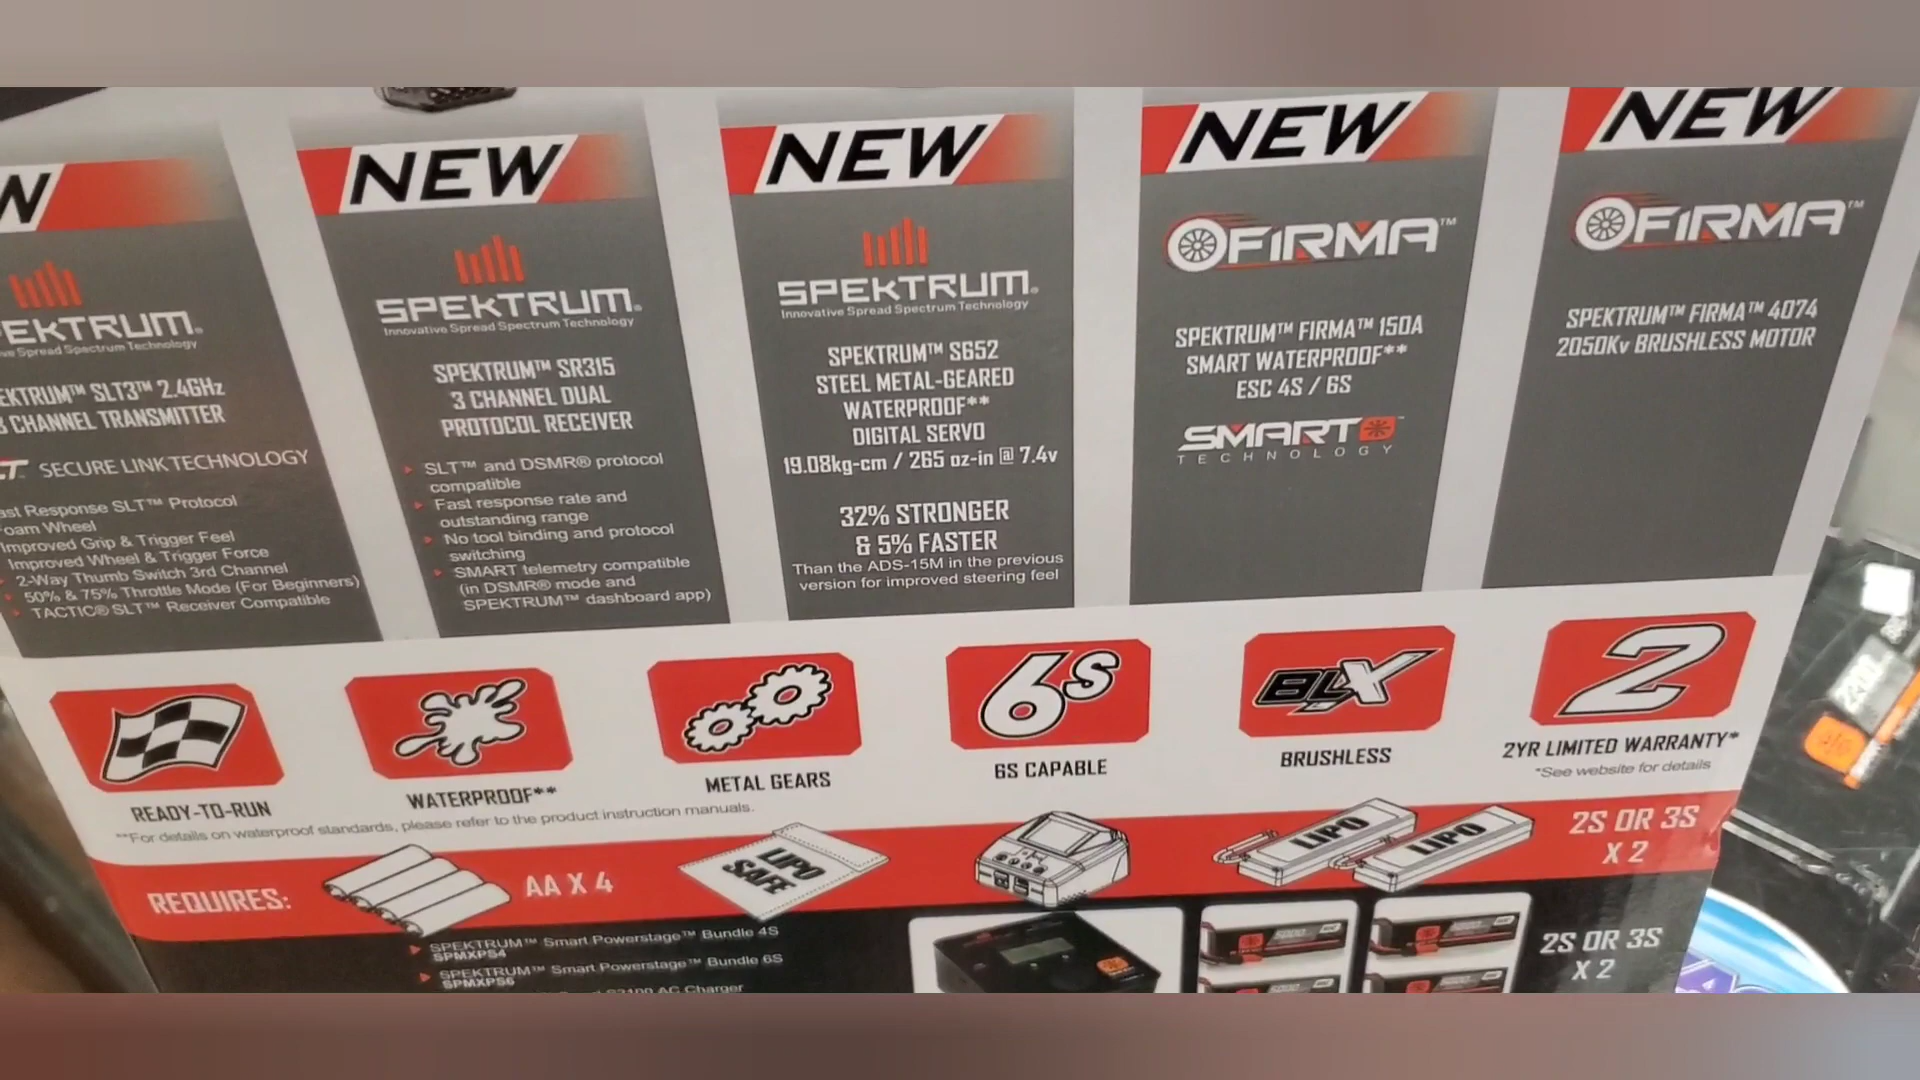 NEW
NEW
NEW
NEW
SPEKTRUM
Technology
SLT3™ 2.4GHz
CHANNEL TRANSMITTER
SECURE LINK TECHNOLOGY
Response SLT™ Protocol
Wheel
Improved Grip & Trigger Feel
Improved Wheel & Trigger Force
2-Way Thumb Switch 3rd Channel
50% & 75% Throttle Mode (For Beginners)
TACTIC® SLT™ Receiver Compatible
SPEKTRUM®
Innovative Spread Spectrum Technology
SPEKTRUM™ SR315
3 CHANNEL DUAL
PROTOCOL RECEIVER
SLT™ and DSMR® protocol
compatible
Fast response rate and
outstanding range
No tool binding and protocol
switching
SMART telemetry compatible
(in DSMR® mode and
SPEKTRUM™ dashboard app)
SPEKTRUM®
Innovative Spread Spectrum Technology
SPEKTRUM™ S652
STEEL METAL-GEARED
WATERPROOF**
DIGITAL SERVO
19.08kg-cm / 265 oz-in @ 7.4v
32% STRONGER
& 5% FASTER
Than the ADS-15M in the previous
version for improved steering feel
FIRMA™
SPEKTRUM™ FIRMA™ 150A
SMART WATERPROOF**
ESC 4S / 6S
SMART™
TECHNOLOGY
FIRMA™
SPEKTRUM™ FIRMA™ 4074
2050Kv BRUSHLESS MOTOR
6S
BLX
2
READY-TO-RUN
WATERPROOF**
METAL GEARS
6S CAPABLE
BRUSHLESS
2YR LIMITED WARRANTY*
*See website for details
**For details on waterproof standards, please refer to the product instruction manuals.
REQUIRES:
AA X 4
LIPO
SAFE
LIPO
LIPO
2S OR 3S
X 2
SPEKTRUM™ Smart Powerstage™ Bundle 4S
SPMXPS4
SPEKTRUM™ Smart Powerstage™ Bundle 6S
SPMXPS6
S2100 AC Charger
2S OR 3S
X 2